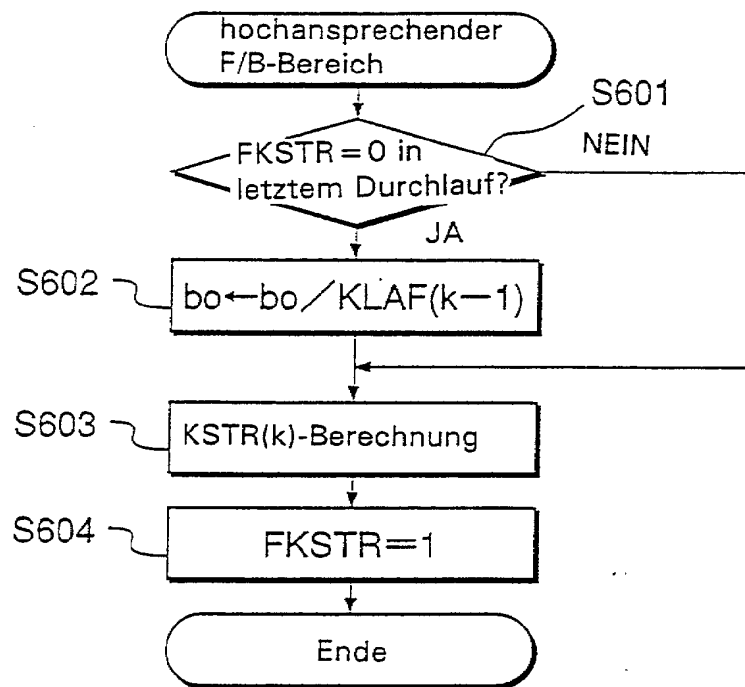 hochansprechender
F/B-Bereich
S601
FKSTR=0 in
letztem Durchlauf?
NEIN
JA
S602
bo←bo/KLAF(k-1)
S603
KSTR(k)-Berechnung
S604
FKSTR=1
Ende